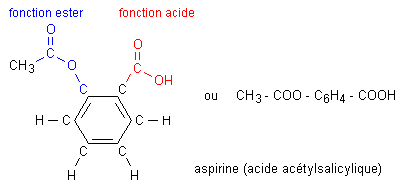 fonction ester fonction acide
O O
C C
CH3 O OH
C C
ou CH3 - COO - C6H4 - COOH
H - C C - H
C C
H H
aspirine (acide acétylsalicylique)